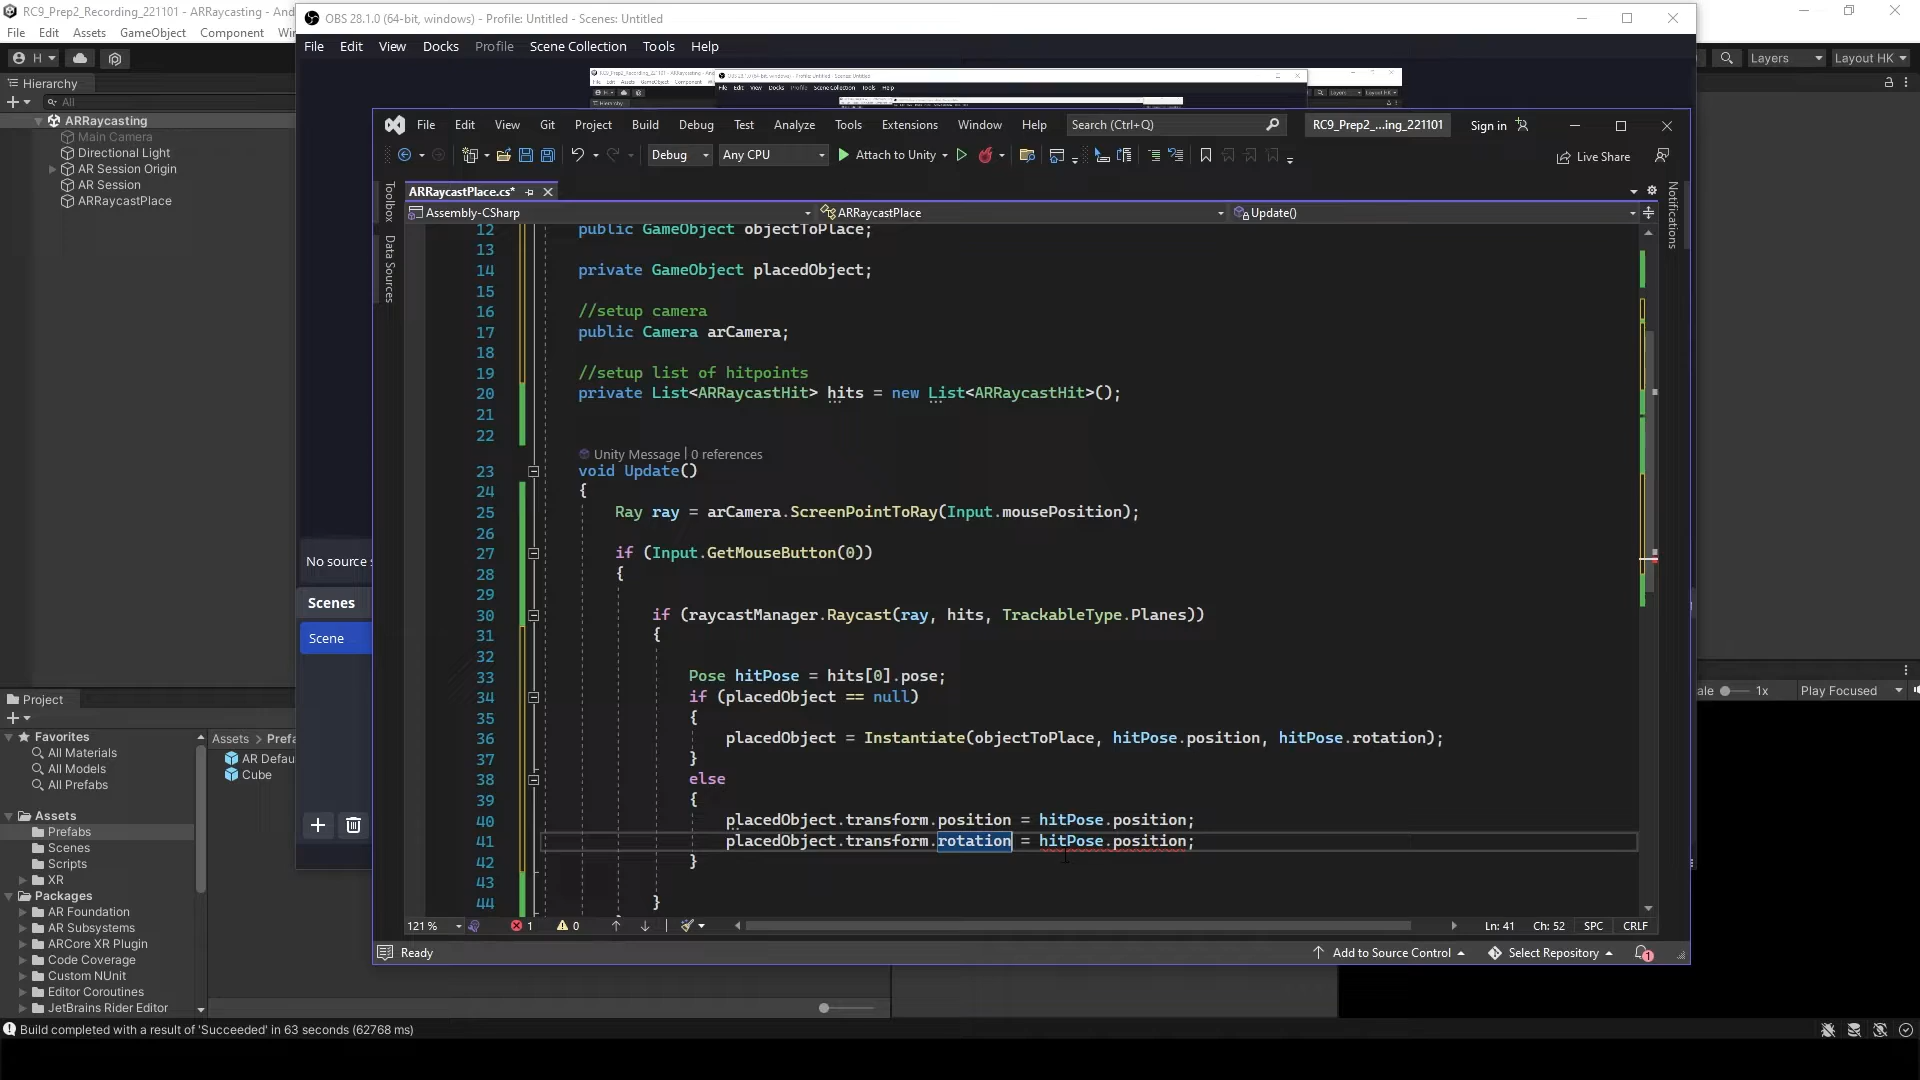 RC9_Prep2_Recording_221101 - ARRaycasting - And
File Edit Assets GameObject Component Win
H
Layers
Layout HK
Hierarchy
All
ARRaycasting
Main Camera
Directional Light
AR Session Origin
AR Session
ARRaycastPlace
OBS 28.1.0 (64-bit, windows) - Profile: Untitled - Scenes: Untitled
File Edit View Docks Profile Scene Collection Tools Help
No source s
Scenes
Scene
File Edit View Git Project Build Debug Test Analyze Tools Extensions Window Help
Search (Ctrl+Q)
RC9_Prep2_...ing_221101
Sign in
Debug
Any CPU
Attach to Unity
Live Share
Toolbox
Data Sources
Notifications
ARRaycastPlace.cs*
Assembly-CSharp
ARRaycastPlace
Update()
12 public GameObject objectToPlace;
13
14 private GameObject placedObject;
15
16 //setup camera
17 public Camera arCamera;
18
19 //setup list of hitpoints
20 private List<ARRaycastHit> hits = new List<ARRaycastHit>();
21
22
Unity Message | 0 references
23 void Update()
24 {
25 Ray ray = arCamera.ScreenPointToRay(Input.mousePosition);
26
27 if (Input.GetMouseButton(0))
28 {
29
30 if (raycastManager.Raycast(ray, hits, TrackableType.Planes))
31 {
32
33 Pose hitPose = hits[0].pose;
34 if (placedObject == null)
35 {
36 placedObject = Instantiate(objectToPlace, hitPose.position, hitPose.rotation);
37 }
38 else
39 {
40 placedObject.transform.position = hitPose.position;
41 placedObject.transform.rotation = hitPose.position;
42 }
43
44 }
121 %
1
0
Ln: 41 Ch: 52 SPC CRLF
Ready
Add to Source Control
Select Repository
1
ale 1x
Play Focused
Project
Favorites
All Materials
All Models
All Prefabs
Assets
Prefabs
Scenes
Scripts
XR
Packages
AR Foundation
AR Subsystems
ARCore XR Plugin
Code Coverage
Custom NUnit
Editor Coroutines
JetBrains Rider Editor
Assets > Prefa
AR Defau
Cube
Build completed with a result of 'Succeeded' in 63 seconds (62768 ms)